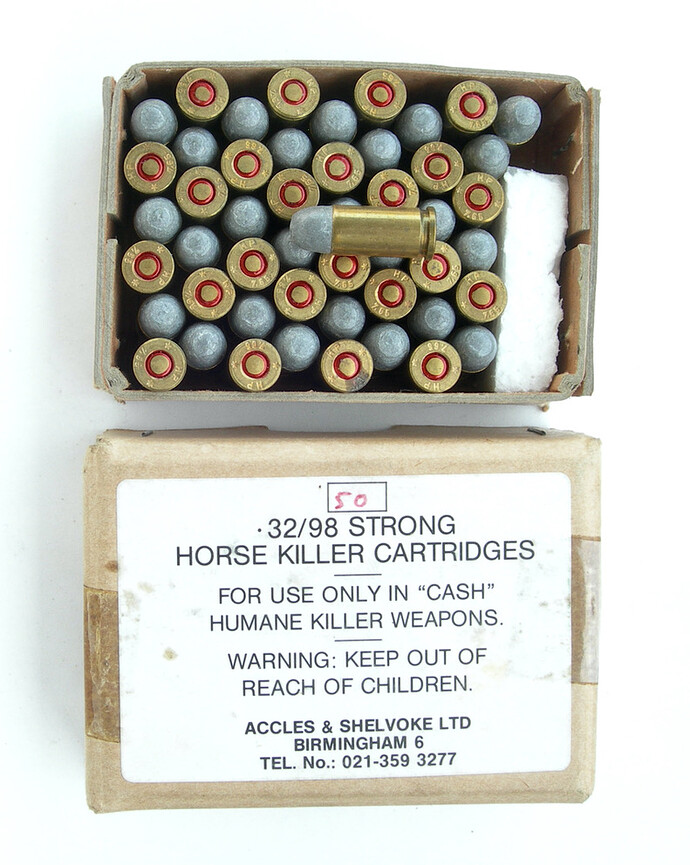 50
·32/98 STRONG
HORSE KILLER CARTRIDGES
FOR USE ONLY IN “CASH”
HUMANE KILLER WEAPONS.
WARNING: KEEP OUT OF
REACH OF CHILDREN.
ACCLES & SHELVOKE LTD
BIRMINGHAM 6
TEL. No.: 021-359 3277